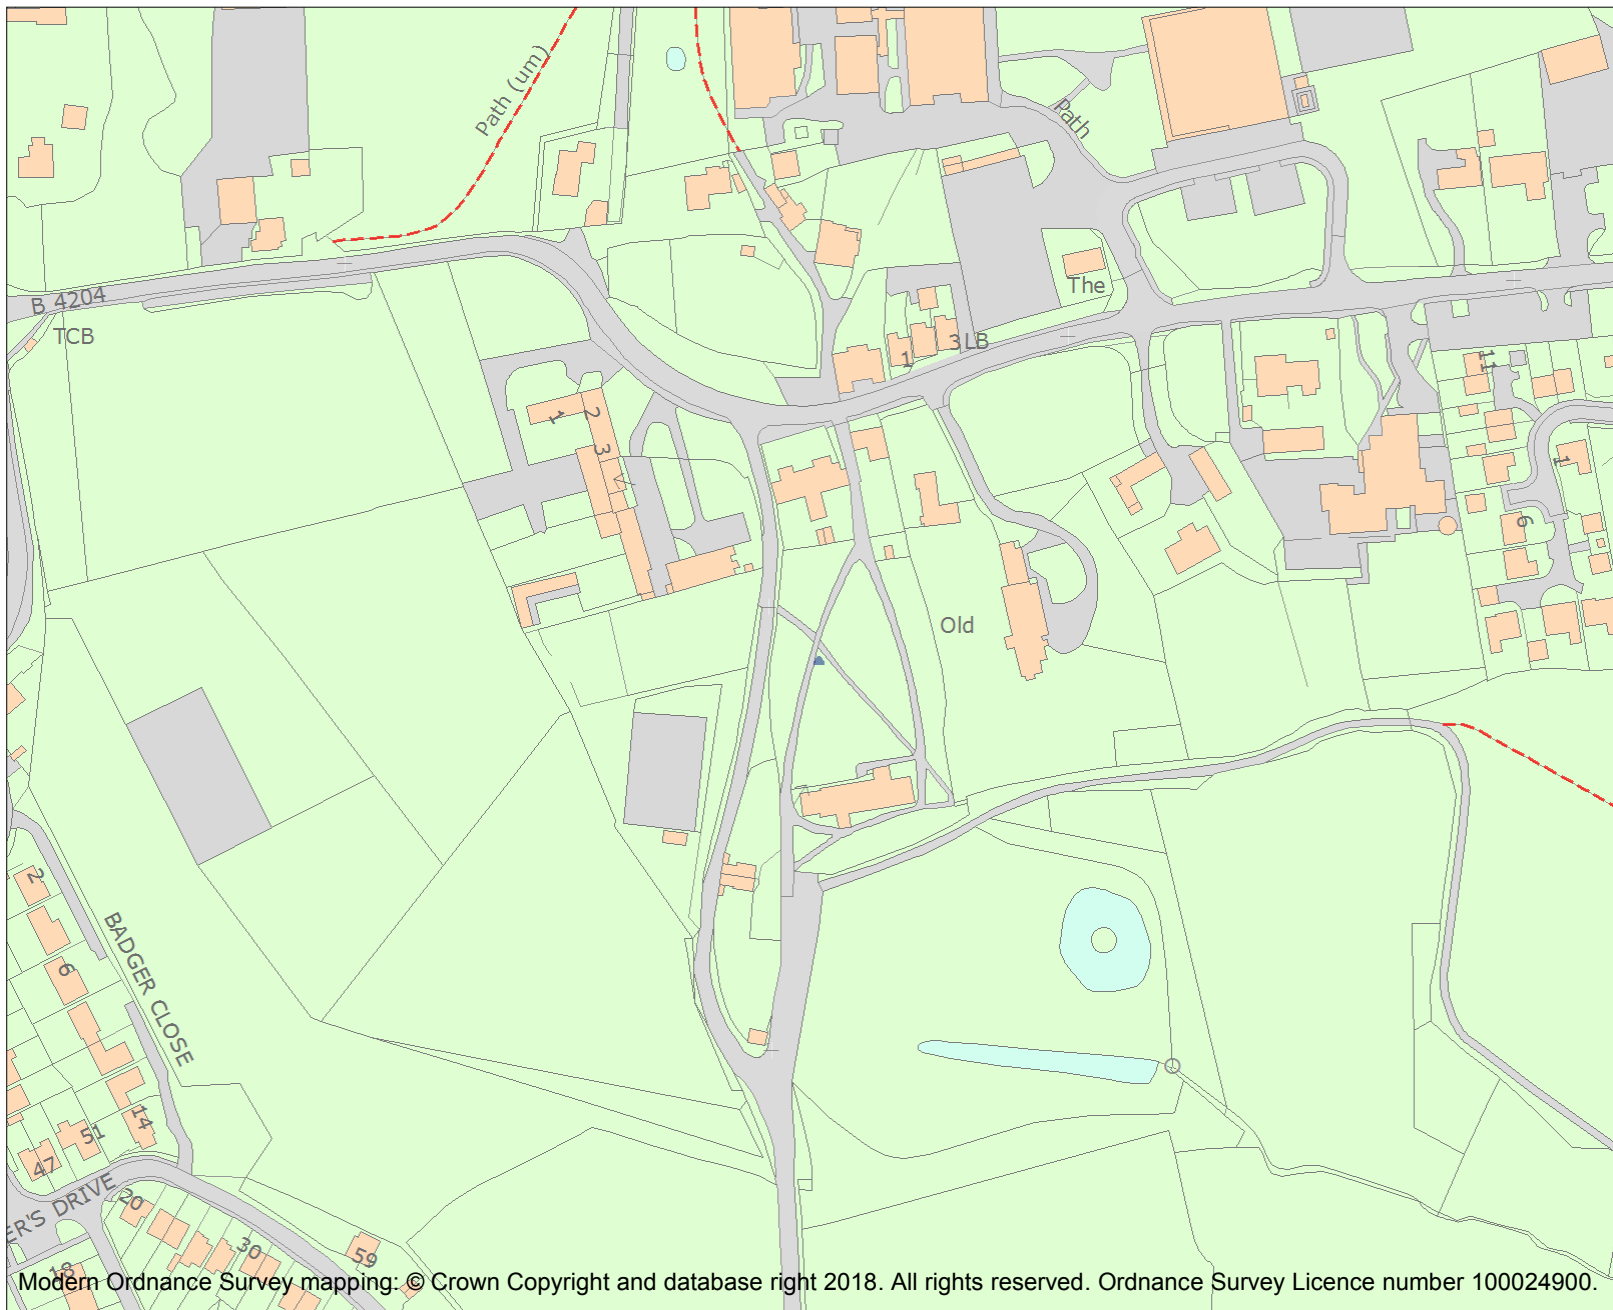 Path (um)
Path
B 4204
TCB
The
1
3 LB
1
2
3
11
1
6
Old
2
6
BADGER CLOSE
14
51
47
ER'S DRIVE
20
30
59
18
Modern Ordnance Survey mapping: © Crown Copyright and database right 2018. All rights reserved. Ordnance Survey Licence number 100024900.